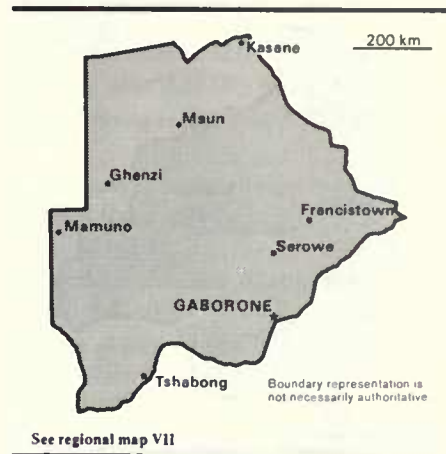 Kasane
200 km
Maun
Ghanzi
Francistown
Mamuno
Serowe
GABORONE
Tshabong
Boundary representation is
not necessarily authoritative
See regional map VII